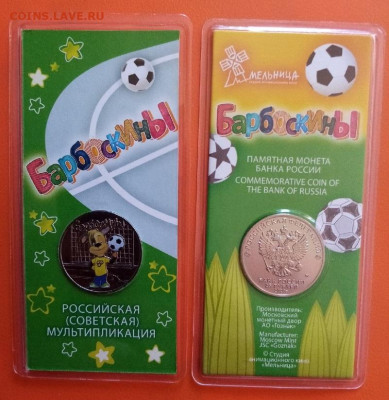 COINS.LAVE.RU
Барбоскины
РОССИЙСКАЯ
(СОВЕТСКАЯ)
МУЛЬТИПЛИКАЦИЯ
МЕЛЬНИЦА
Барбоскины
ПАМЯТНАЯ МОНЕТА
БАНКА РОССИИ
COMMEMORATIVE COIN OF
THE BANK OF RUSSIA
Производитель:
Московский
монетный двор
АО «Гознак»
Manufacturer:
Moscow Mint
JSC «Goznak»
© Студия
анимационного кино
«Мельница»